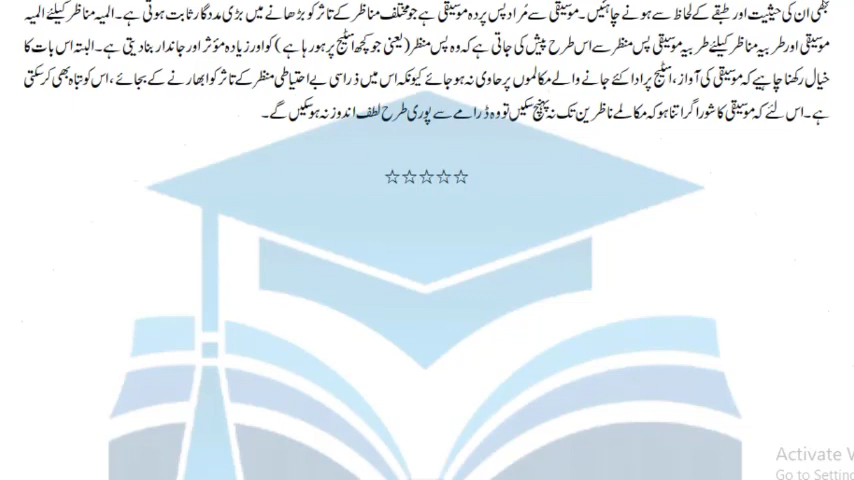 بھی ان کی حیثیت اور طبقے کے لحاظ سے ہونے چاہئیں۔ موسیقی سے مُراد پس پردہ موسیقی ہے جو مختلف مناظر کے تاثر کو بڑھانے میں بڑی مددگار ثابت ہوتی ہے۔ المیہ مناظر کیلئے المیہ
موسیقی اور طربیہ مناظر کیلئے طربیہ موسیقی پس منظر سے اس طرح پیش کی جاتی ہے کہ وہ پس منظر (یعنی جو کچھ اسٹیج پر ہو رہا ہے) کو اور زیادہ مؤثر اور جاندار بنا دیتی ہے۔ البتہ اس بات کا
خیال رکھنا چاہیے کہ موسیقی کی آواز، اسٹیج پر ادا کئے جانے والے مکالموں پر حاوی نہ ہو جائے کیونکہ اس میں ذرا سی بے احتیاطی منظر کے تاثر کو ابھارنے کے بجائے، اس کو تباہ بھی کر سکتی
ہے۔ اس لئے کہ موسیقی کا شور اگر اتنا ہو کہ مکالمے ناظرین تک نہ پہنچ سکیں تو وہ ڈرامے سے پوری طرح لطف اندوز نہ ہو سکیں گے۔
☆☆☆☆☆
Activate W
Go to Setting